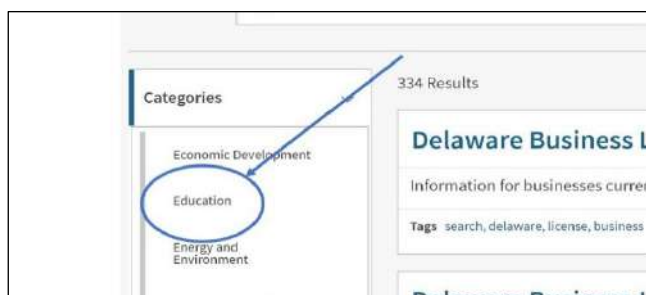 Categories
Economic Development
Education
Energy and
Environment
334 Results
Delaware Business
Information for businesses
Tags search, delaware, license, business